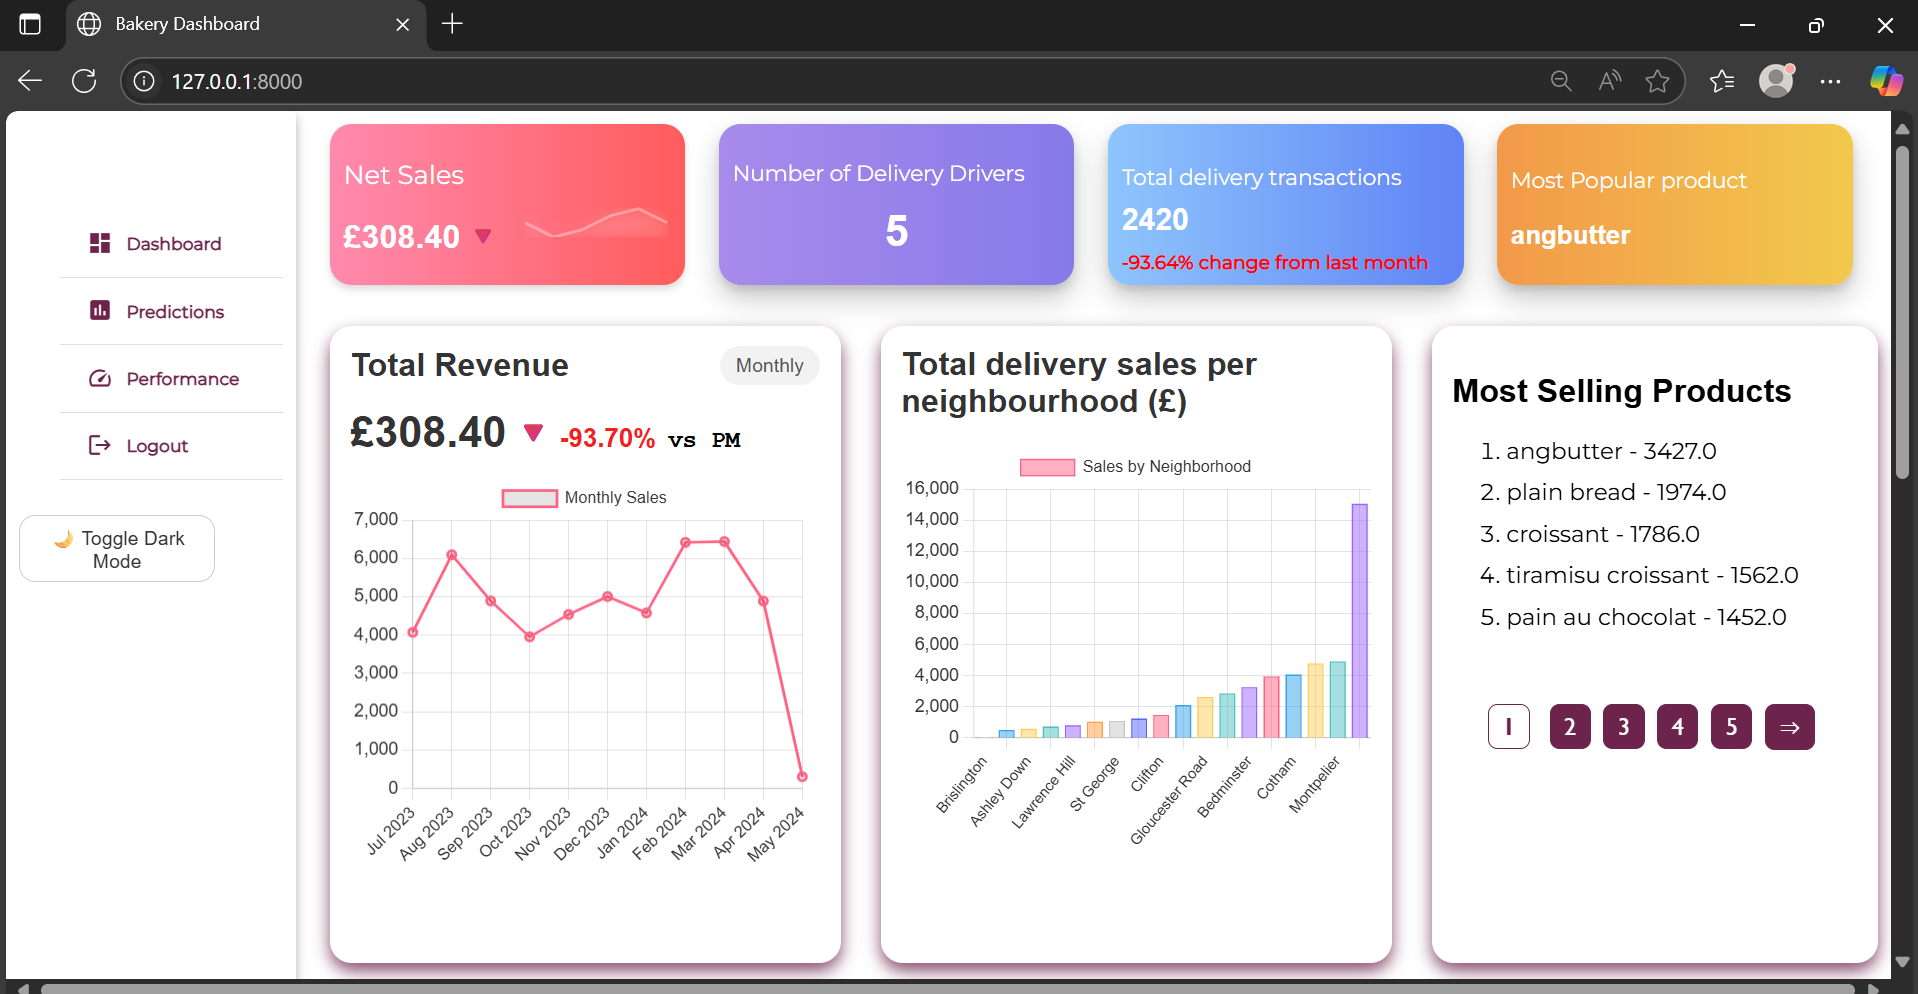 Bakery Dashboard
127.0.0.1:8000
Dashboard
Predictions
Performance
Logout
Toggle Dark
Mode
Net Sales
£308.40
Number of Delivery Drivers
5
Total delivery transactions
2420
-93.64% change from last month
Most Popular product
angbutter
Total Revenue
Monthly
£308.40 -93.70% vs PM
Monthly Sales
7,000
6,000
5,000
4,000
3,000
2,000
1,000
0
Jul 2023
Aug 2023
Sep 2023
Oct 2023
Nov 2023
Dec 2023
Jan 2024
Feb 2024
Mar 2024
Apr 2024
May 2024
Total delivery sales per
neighbourhood (£)
Sales by Neighborhood
16,000
14,000
12,000
10,000
8,000
6,000
4,000
2,000
0
Brislington
Ashley Down
Lawrence Hill
St George
Clifton
Gloucester Road
Bedminster
Cotham
Montpelier
Most Selling Products
1. angbutter - 3427.0
2. plain bread - 1974.0
3. croissant - 1786.0
4. tiramisu croissant - 1562.0
5. pain au chocolat - 1452.0
1 2 3 4 5 ⇒